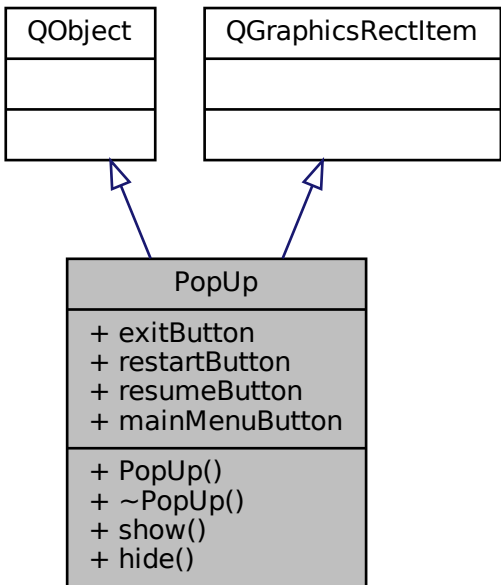 QObject
QGraphicsRectItem
PopUp
+ exitButton
+ restartButton
+ resumeButton
+ mainMenuButton
+ PopUp()
+ ~PopUp()
+ show()
+ hide()